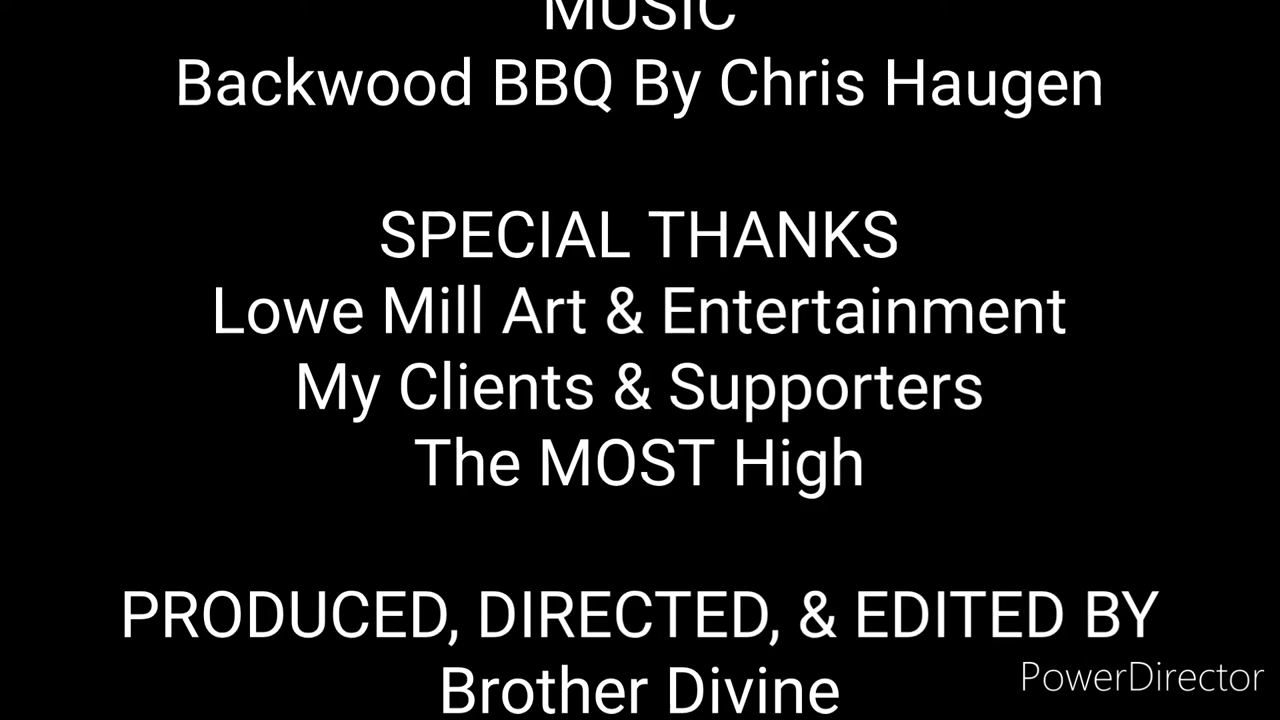 MUSIC
Backwood BBQ By Chris Haugen
SPECIAL THANKS
Lowe Mill Art & Entertainment
My Clients & Supporters
The MOST High
PRODUCED, DIRECTED, & EDITED BY
Brother Divine
PowerDirector